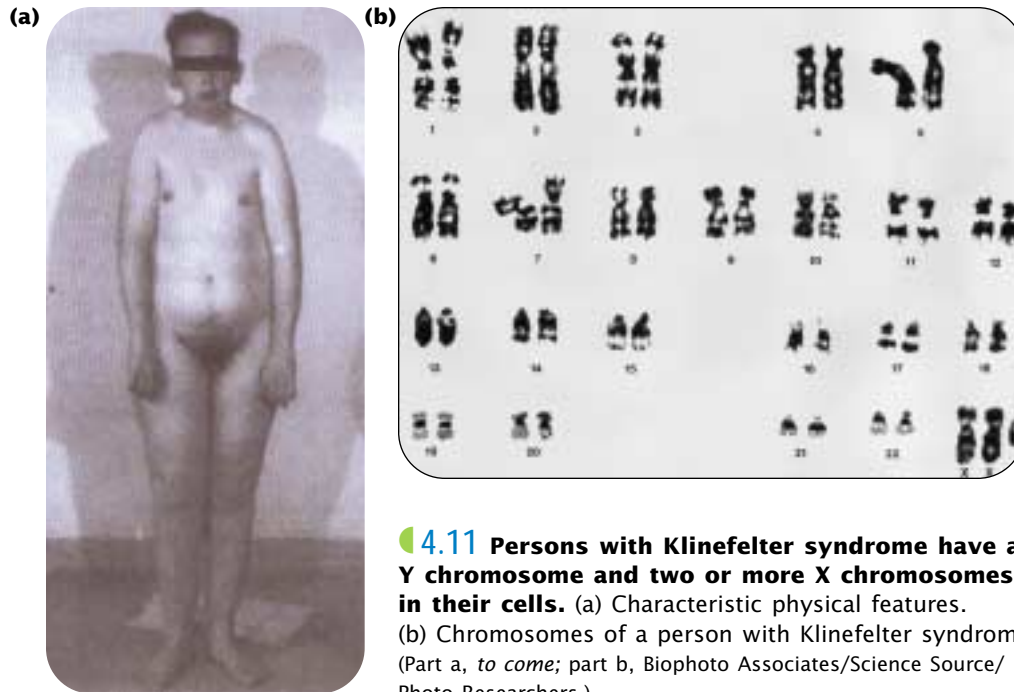 (a)
(b)
1 2 3 4 5
6 7 8 9 10 11 12
13 14 15 16 17 18
19 20 21 22
X X
4.11 Persons with Klinefelter syndrome have a
Y chromosome and two or more X chromosomes
in their cells. (a) Characteristic physical features.
(b) Chromosomes of a person with Klinefelter syndrom
(Part a, to come; part b, Biophoto Associates/Science Source/
Photo Researchers.)